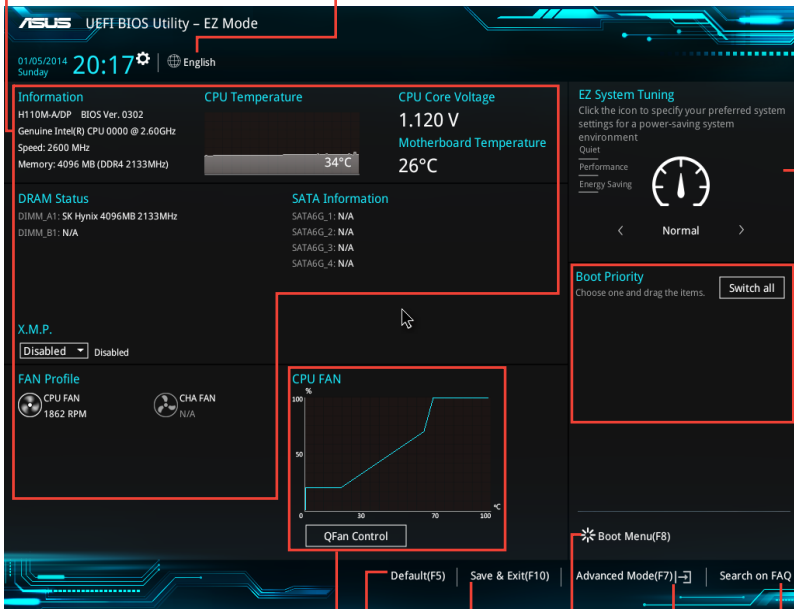 ASUS UEFI BIOS Utility – EZ Mode
01/05/2014
Sunday
20:17
English
Information
H110M-A/DP BIOS Ver. 0302
Genuine Intel(R) CPU 0000 @ 2.60GHz
Speed: 2600 MHz
Memory: 4096 MB (DDR4 2133MHz)
CPU Temperature
34°C
CPU Core Voltage
1.120 V
Motherboard Temperature
26°C
EZ System Tuning
Click the icon to specify your preferred system
settings for a power-saving system
environment
Quiet
Performance
Energy Saving
Normal
DRAM Status
DIMM_A1: SK Hynix 4096MB 2133MHz
DIMM_B1: N/A
SATA Information
SATA6G_1: N/A
SATA6G_2: N/A
SATA6G_3: N/A
SATA6G_4: N/A
Boot Priority
Choose one and drag the items.
Switch all
X.M.P.
Disabled
Disabled
FAN Profile
CPU FAN
1862 RPM
CHA FAN
N/A
CPU FAN
%
100
50
0
30
70
100
°C
QFan Control
Boot Menu(F8)
Default(F5)
Save & Exit(F10)
Advanced Mode(F7)
Search on FAQ